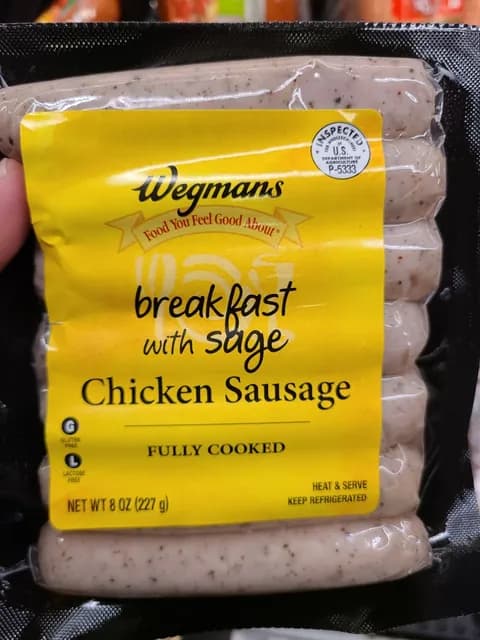 INSPECTED
U.S.
DEPARTMENT OF
AGRICULTURE
P-5333
Wegmans
Food You Feel Good About
breakfast
with sage
Chicken Sausage
FULLY COOKED
G
GLUTEN
FREE
L
LACTOSE
FREE
HEAT & SERVE
KEEP REFRIGERATED
NET WT 8 OZ (227 g)